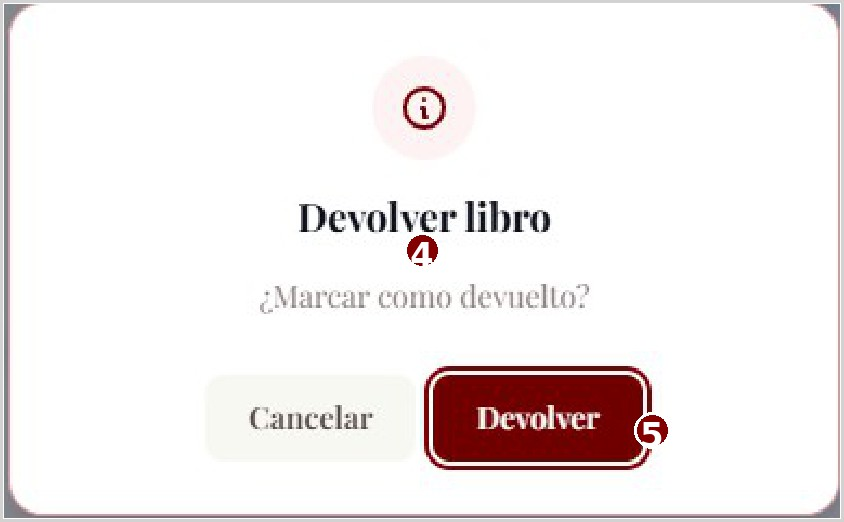 Devolver libro
4
¿Marcar como devuelto?
Cancelar Devolver
5